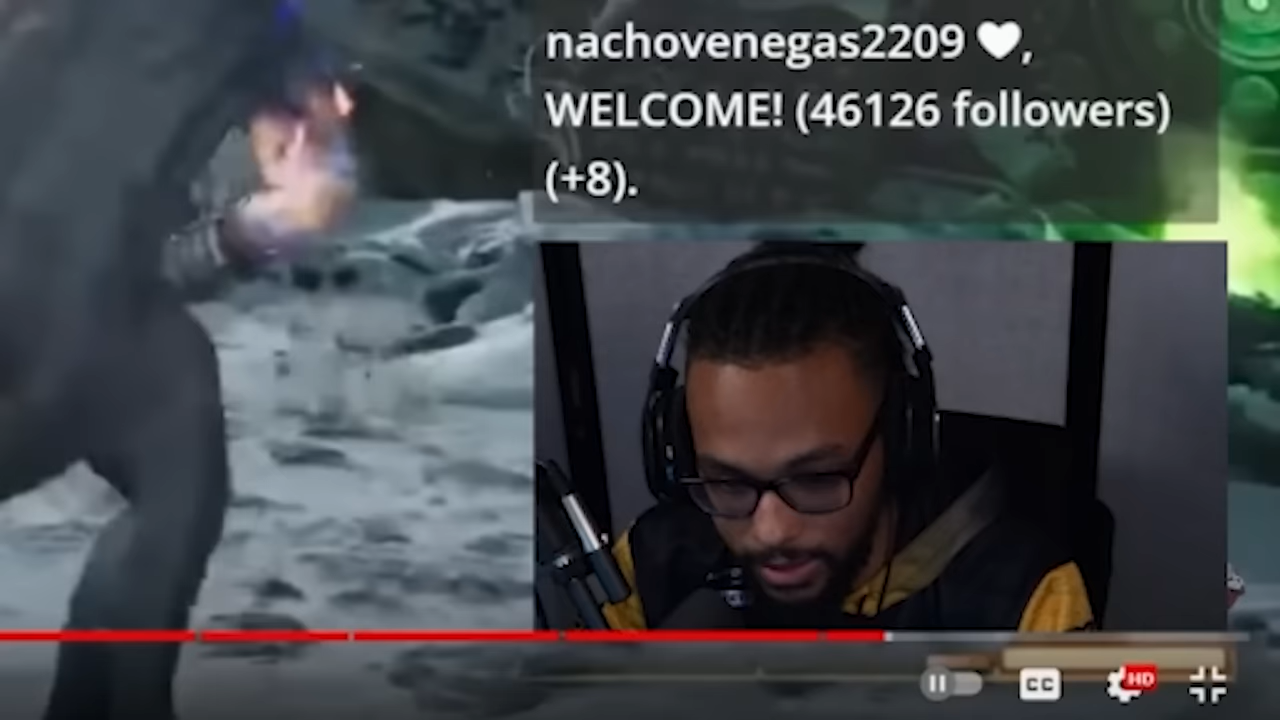 nachovenegas2209 🤍,
WELCOME! (46126 followers)
(+8).
CC
HD